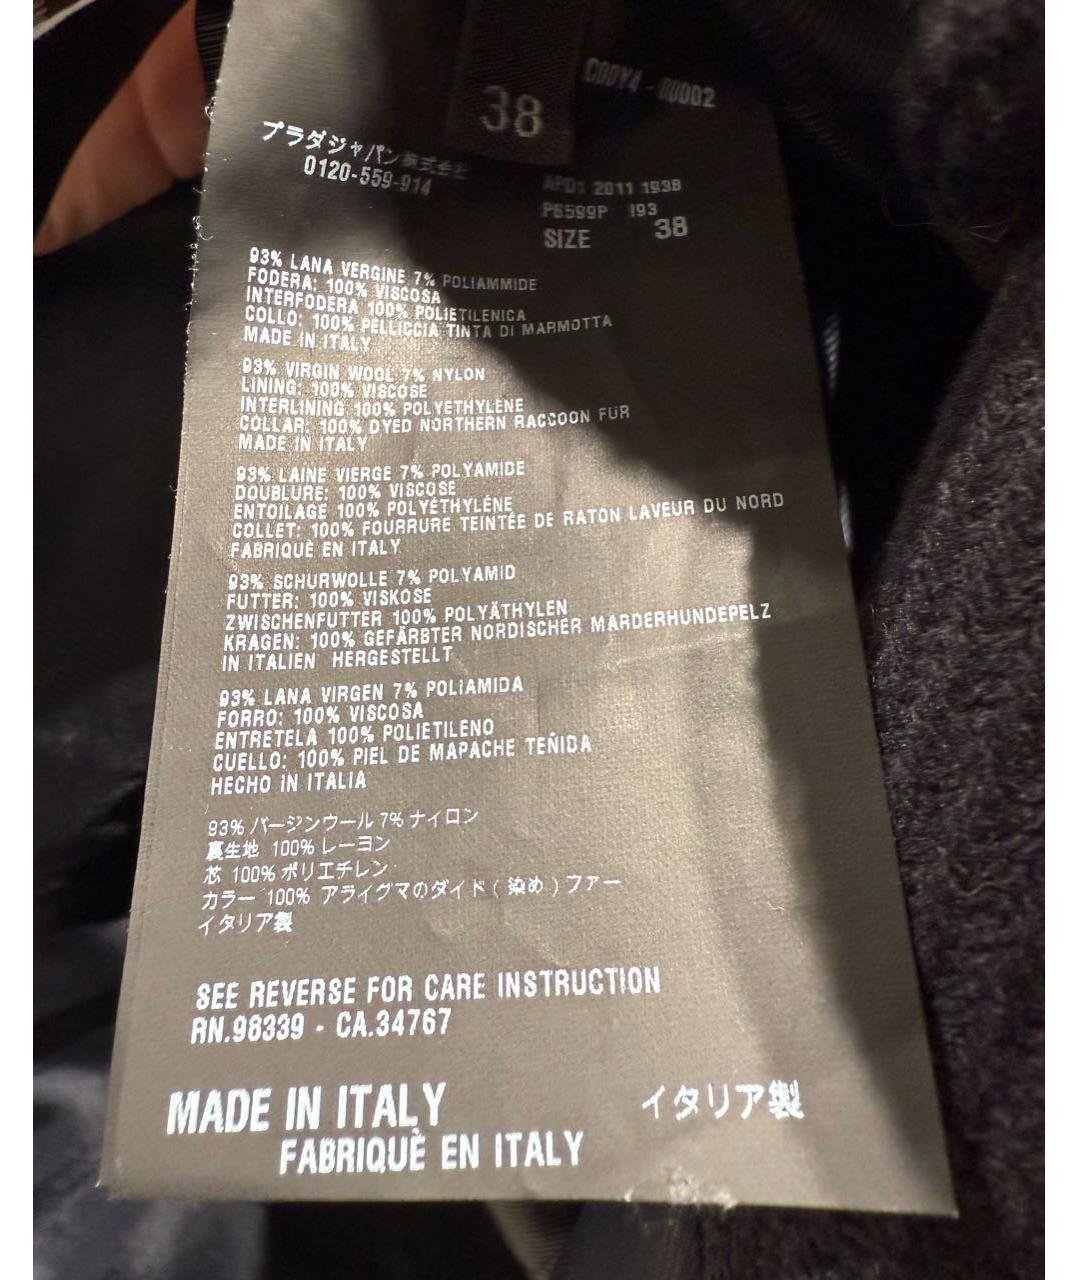 38
プラダジャパン株式会社
0120-559-914
2011 193B
P6599P 193
SIZE 38
93% LANA VERGINE 7% POLIAMMIDE
FODERA: 100% VISCOSA
INTERFODERA 100% POLIETILENICA
COLLO: 100% PELLICCIA TINTA DI MARMOTTA
MADE IN ITALY
93% VIRGIN WOOL 7% NYLON
LINING: 100% VISCOSE
INTERLINING 100% POLYETHYLENE
COLLAR: 100% DYED NORTHERN RACCOON FUR
MADE IN ITALY
93% LAINE VIERGE 7% POLYAMIDE
DOUBLURE: 100% VISCOSE
ENTOILAGE 100% POLYÉTHYLÉNE
COLLET: 100% FOURRURE TEINTÉE DE RATON LAVEUR DU NORD
FABRIQUÈ EN ITALY
93% SCHURWOLLE 7% POLYAMID
FUTTER: 100% VISKOSE
ZWISCHENFUTTER 100% POLYÄTHYLEN
KRAGEN: 100% GEFÄRBTER NORDISCHER MARDERHUNDEPELZ
IN ITALIEN HERGESTELLT
93% LANA VIRGEN 7% POLIAMIDA
FORRO: 100% VISCOSA
ENTRETELA 100% POLIETILENO
CUELLO: 100% PIEL DE MAPACHE TEÑIDA
HECHO IN ITALIA
93% バージンウール 7% ナイロン
裏生地 100% レーヨン
芯 100% ポリエチレン
カラー 100% アライグマのダイド ( 染め ) ファー
イタリア製
SEE REVERSE FOR CARE INSTRUCTION
RN.98339 - CA.34767
MADE IN ITALY イタリア製
FABRIQUÈ EN ITALY